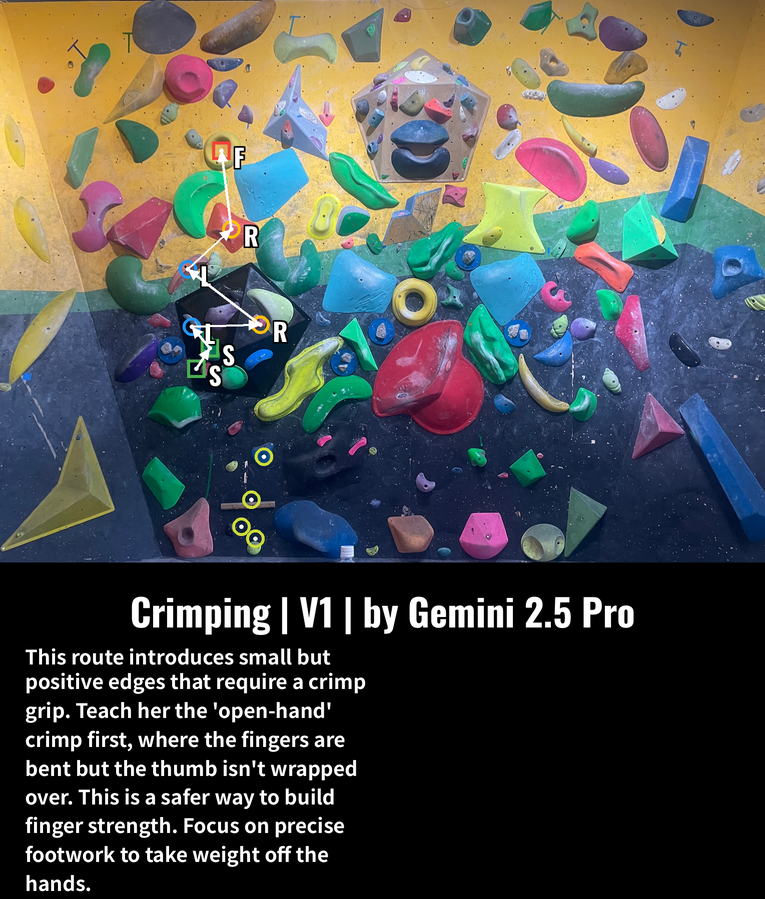 F
R
L
R
L
S
S
Crimping | V1 | by Gemini 2.5 Pro
This route introduces small but
positive edges that require a crimp
grip. Teach her the 'open-hand'
crimp first, where the fingers are
bent but the thumb isn't wrapped
over. This is a safer way to build
finger strength. Focus on precise
footwork to take weight off the
hands.